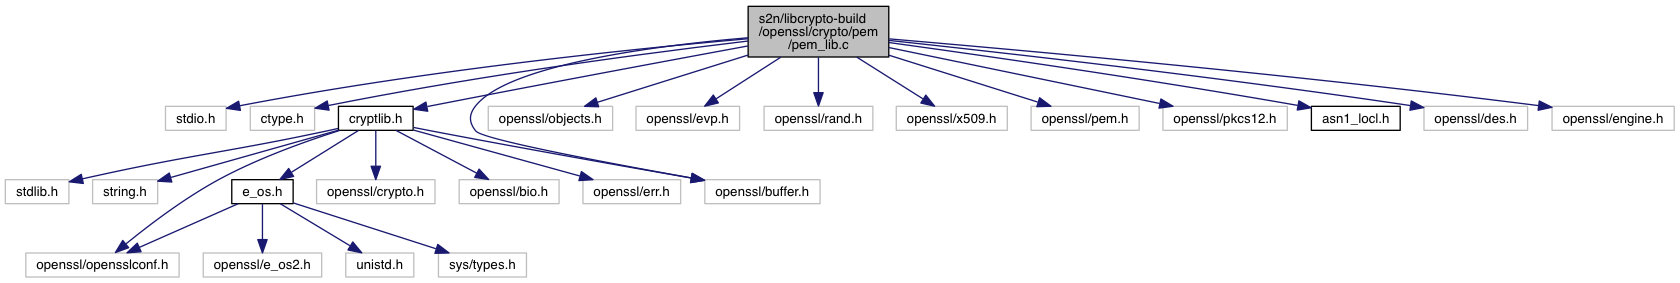 s2n/libcrypto-build
/openssl/crypto/pem
/pem_lib.c
stdio.h
ctype.h
cryptlib.h
openssl/objects.h
openssl/evp.h
openssl/rand.h
openssl/x509.h
openssl/pem.h
openssl/pkcs12.h
asn1_locl.h
openssl/des.h
openssl/engine.h
stdlib.h
string.h
e_os.h
openssl/crypto.h
openssl/bio.h
openssl/err.h
openssl/buffer.h
openssl/opensslconf.h
openssl/e_os2.h
unistd.h
sys/types.h